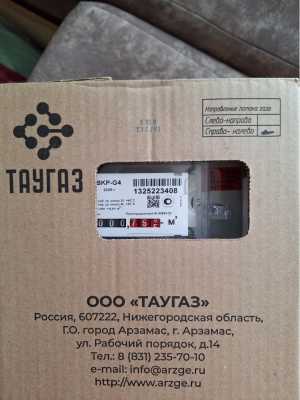 Направление потока газа
Слева-направо
Справа-налево
ТАУГАЗ
ВКР-G4
1325223408
ООО «ТАУГАЗ»
Россия, 607222, Нижегородская область,
Г.О. город Арзамас, г. Арзамас,
ул. Рабочий порядок, д.14
Тел.: 8 (831) 235-70-10
e-mail: info@arzge.ru
http://www.arzge.ru/